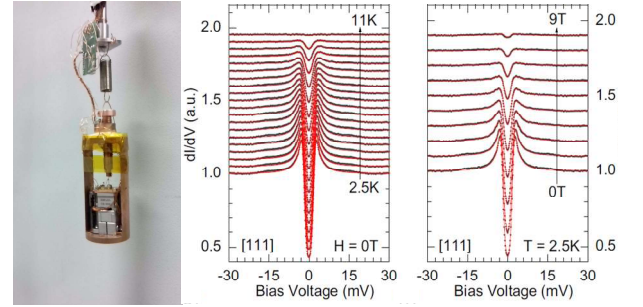 11K
2.5K
[111]
H = 0T
2.0
1.5
1.0
0.5
dI/dV (a.u.)
-30
-15
0
15
30
Bias Voltage (mV)
9T
0T
[111]
T = 2.5K
2.0
1.5
1.0
0.5
-30
-15
0
15
30
Bias Voltage (mV)